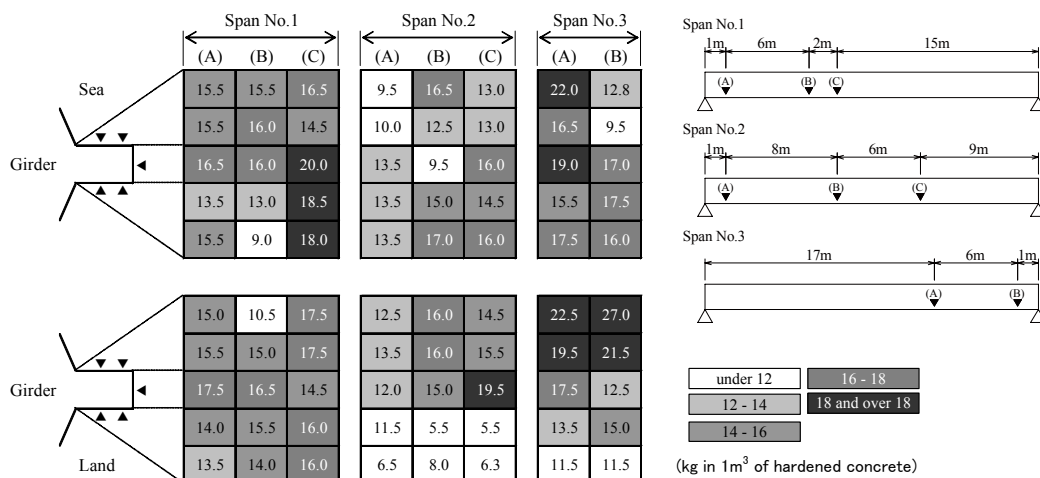 Span No.1 Span No.2 Span No.3
(A) (B) (C) (A) (B) (C) (A) (B)
Sea
Girder
15.5 15.5 16.5 9.5 16.5 13.0 22.0 12.8
15.5 16.0 14.5 10.0 12.5 13.0 16.5 9.5
16.5 16.0 20.0 13.5 9.5 16.0 19.0 17.0
13.5 13.0 18.5 13.5 15.0 14.5 15.5 17.5
15.5 9.0 18.0 13.5 17.0 16.0 17.5 16.0
Girder
Land
15.0 10.5 17.5 12.5 16.0 14.5 22.5 27.0
15.5 15.0 17.5 13.5 16.0 15.5 19.5 21.5
17.5 16.5 14.5 12.0 15.0 19.5 17.5 12.5
14.0 15.5 16.0 11.5 5.5 5.5 13.5 15.0
13.5 14.0 16.0 6.5 8.0 6.3 11.5 11.5
Span No.1
1m 6m 2m 15m
(A) (B) (C)
Span No.2
1m 8m 6m 9m
(A) (B) (C)
Span No.3
17m 6m 1m
(A) (B)
under 12 16 - 18
12 - 14 18 and over 18
14 - 16
(kg in 1m³ of hardened concrete)